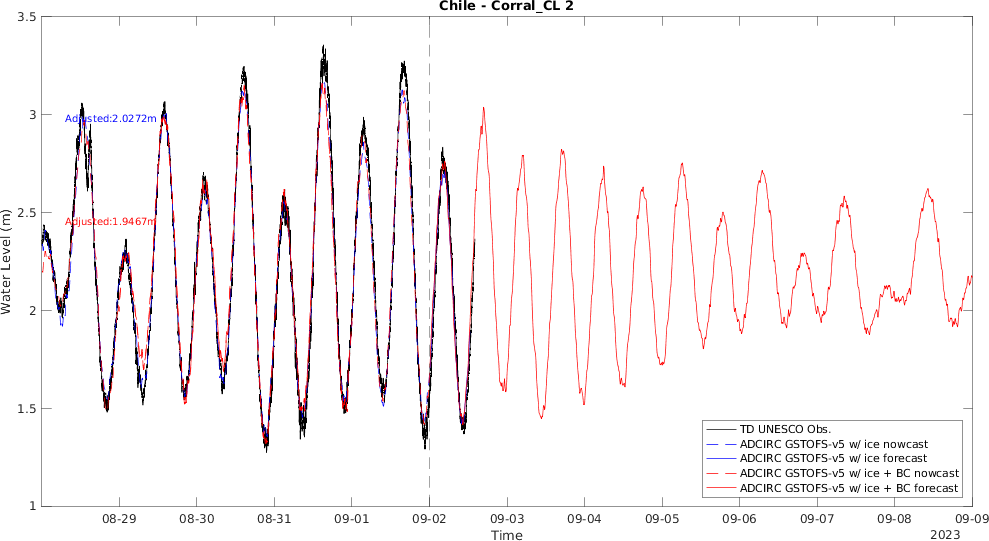 Chile - Corral_CL 2
3.5
3
2.5
2
1.5
1
Water Level (m)
Adjusted:2.0272m
Adjusted:1.9467m
TD UNESCO Obs.
ADCIRC GSTOFS-v5 w/ ice nowcast
ADCIRC GSTOFS-v5 w/ ice forecast
ADCIRC GSTOFS-v5 w/ ice + BC nowcast
ADCIRC GSTOFS-v5 w/ ice + BC forecast
08-29 08-30 08-31 09-01 09-02 09-03 09-04 09-05 09-06 09-07 09-08 09-09
Time
2023